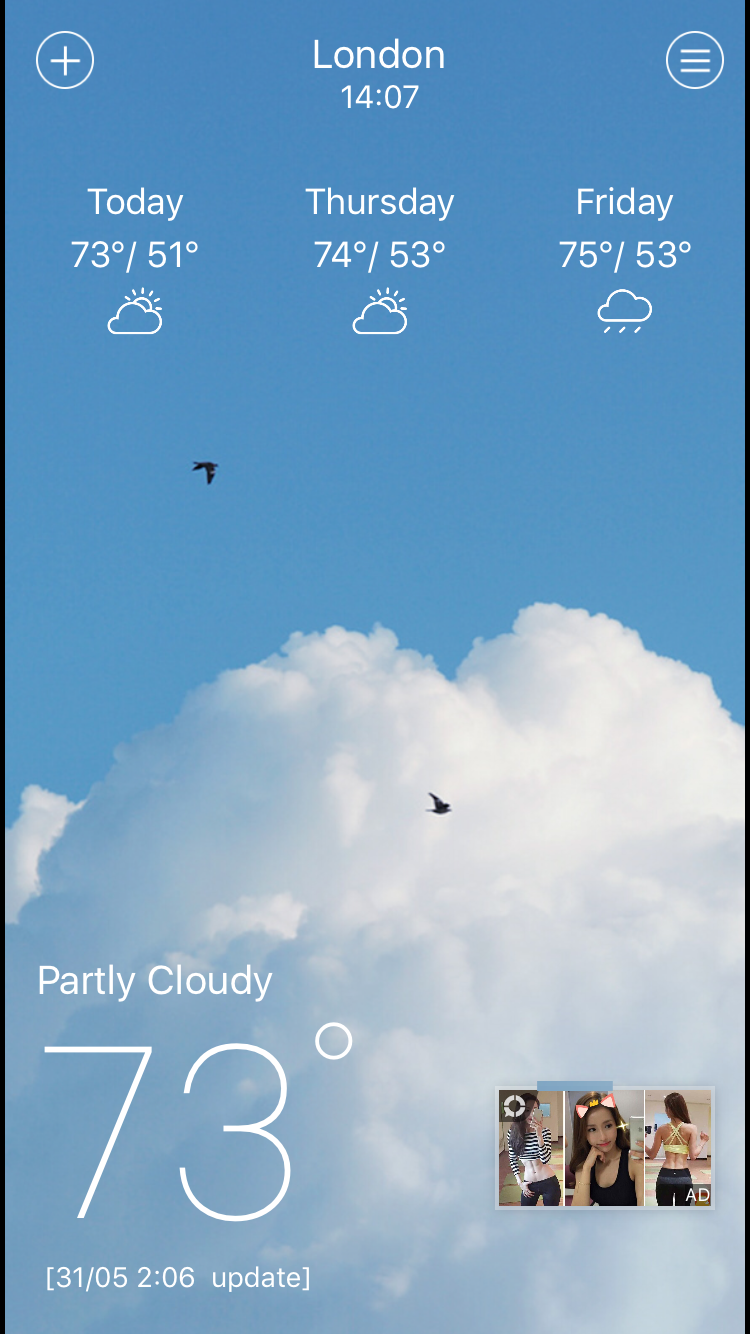 London
14:07
Today Thursday Friday
73°/ 51° 74°/ 53° 75°/ 53°
Partly Cloudy
73°
AD
[31/05 2:06 update]